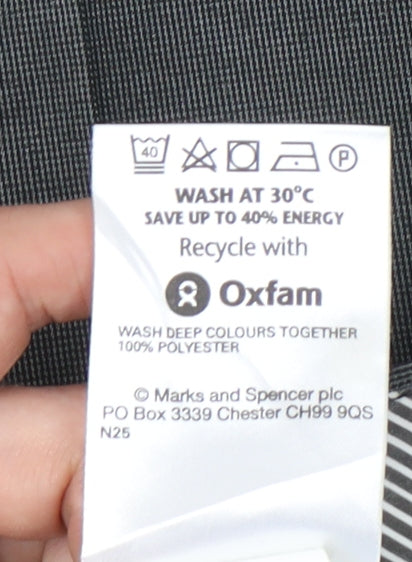 40 P
WASH AT 30°C
SAVE UP TO 40% ENERGY
Recycle with
Oxfam
WASH DEEP COLOURS TOGETHER
100% POLYESTER
© Marks and Spencer plc
PO Box 3339 Chester CH99 9QS
N25